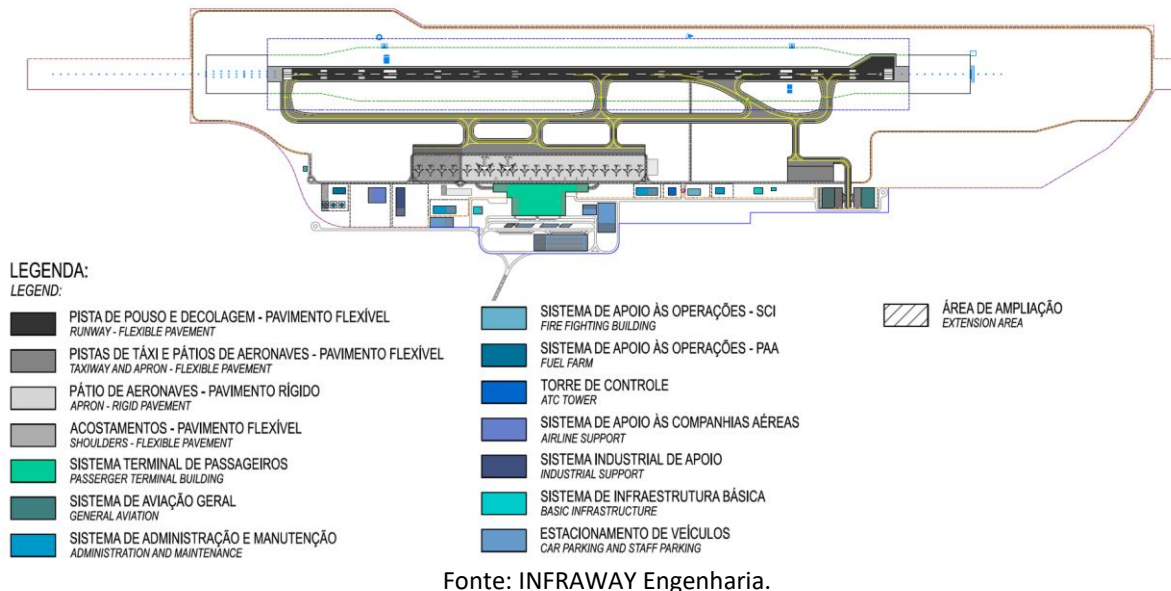 LEGENDA:
LEGEND:
PISTA DE POUSO E DECOLAGEM - PAVIMENTO FLEXÍVEL
RUNWAY - FLEXIBLE PAVEMENT
PISTAS DE TÁXI E PÁTIOS DE AERONAVES - PAVIMENTO FLEXÍVEL
TAXIWAY AND APRON - FLEXIBLE PAVEMENT
PÁTIO DE AERONAVES - PAVIMENTO RÍGIDO
APRON - RIGID PAVEMENT
ACOSTAMENTOS - PAVIMENTO FLEXÍVEL
SHOULDERS - FLEXIBLE PAVEMENT
SISTEMA TERMINAL DE PASSAGEIROS
PASSERGER TERMINAL BUILDING
SISTEMA DE AVIAÇÃO GERAL
GENERAL AVIATION
SISTEMA DE ADMINISTRAÇÃO E MANUTENÇÃO
ADMINISTRATION AND MAINTENANCE
SISTEMA DE APOIO ÀS OPERAÇÕES - SCI
FIRE FIGHTING BUILDING
SISTEMA DE APOIO ÀS OPERAÇÕES - PAA
FUEL FARM
TORRE DE CONTROLE
ATC TOWER
SISTEMA DE APOIO ÀS COMPANHIAS AÉREAS
AIRLINE SUPPORT
SISTEMA INDUSTRIAL DE APOIO
INDUSTRIAL SUPPORT
SISTEMA DE INFRAESTRUTURA BÁSICA
BASIC INFRASTRUCTURE
ESTACIONAMENTO DE VEÍCULOS
CAR PARKING AND STAFF PARKING
ÁREA DE AMPLIAÇÃO
EXTENSION AREA
Fonte: INFRAWAY Engenharia.